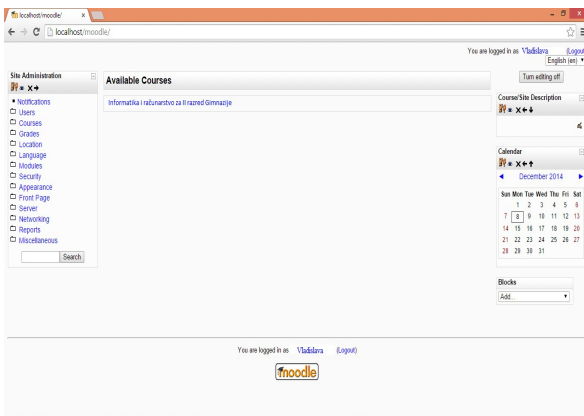 localhost/moodle/
localhost/moodle/
You are logged in as Vladislava (Logout)
English (en)
Site Administration
Notifications
Users
Courses
Grades
Location
Language
Modules
Security
Appearance
Front Page
Server
Networking
Reports
Miscellaneous
Search
Available Courses
Informatika i računarstvo za II razred Gimnazije
Turn editing off
Course/Site Description
Calendar
December 2014
Sun Mon Tue Wed Thu Fri Sat
1 2 3 4 5 6
7 8 9 10 11 12 13
14 15 16 17 18 19 20
21 22 23 24 25 26 27
28 29 30 31
Blocks
Add...
You are logged in as Vladislava (Logout)
moodle